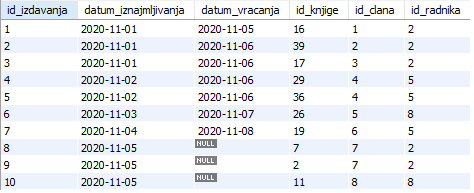 id_izdavanja datum_iznajmljivanja datum_vracanja id_knjige id_clana id_radnika
1 2020-11-01 2020-11-05 16 1 2
2 2020-11-01 2020-11-06 39 2 2
3 2020-11-01 2020-11-06 17 3 2
4 2020-11-02 2020-11-06 29 4 5
5 2020-11-02 2020-11-06 36 4 5
6 2020-11-03 2020-11-07 26 5 8
7 2020-11-04 2020-11-08 19 6 5
8 2020-11-05 NULL 7 7 2
9 2020-11-05 NULL 2 7 2
10 2020-11-05 NULL 11 8 8